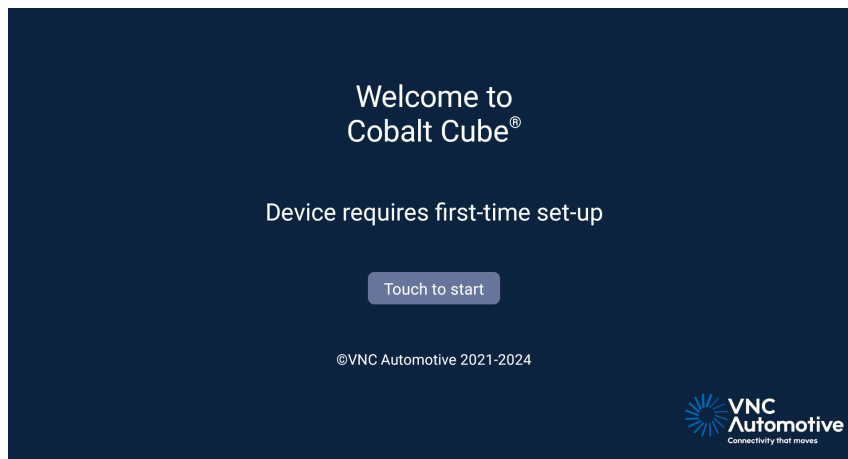 Welcome to
Cobalt Cube®
Device requires first-time set-up
Touch to start
©VNC Automotive 2021-2024
VNC
Automotive
Connectivity that moves